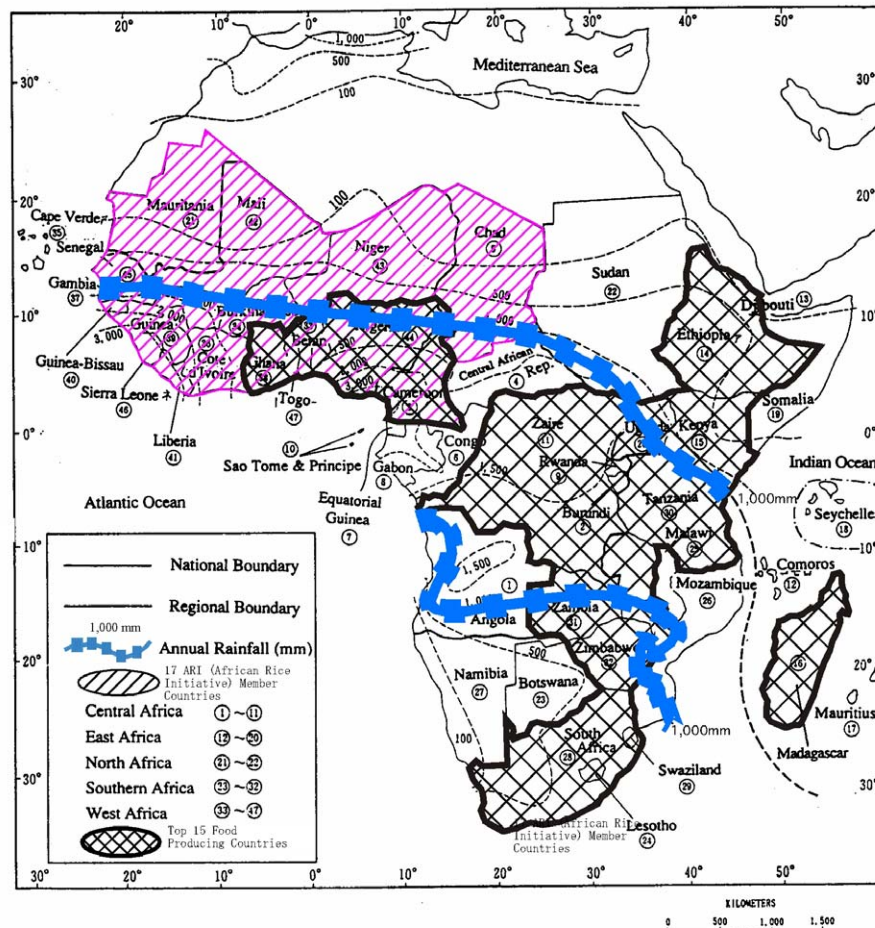 20° 10° 0° 10° 20° 30° 40° 50°
1,000
500
Mediterranean Sea
30° 30°
100
20° 20°
100
Mauritania
21
Mali
42
Cape Verde
35
Senegal
45
Niger
43
Chad
5
Sudan
22
500
500
Gambia
37
10° 10°
Djibouti
13
Ethiopia
14
3,000
Guinea
39
34
33
Benin
44
Guinea-Bissau
40
Cote d'Ivoire
36
Ghana
38
Central African Rep.
4
Sierra Leone
46
Togo
47
Cameroon
3
Somalia
19
Liberia
41
Zaire
11
Uganda
Kenya
15
0° 0°
10
Sao Tome & Principe
Congo
6
Gabon
8
Rwanda
9
Indian Ocean
1,500
Equatorial
Guinea
7
Atlantic Ocean
Burundi
2
Tanzania
30
1,000mm
Seychelles
18
Malawi
25
10° 10°
1,500
1
Angola
Comoros
12
Mozambique
26
Zambia
31
Zimbabwe
32
500
Namibia
27
Botswana
23
16
20° 20°
Mauritius
17
Madagascar
100
1,000mm
South
Africa
28
Swaziland
29
30° 30°
(African Rice
Initiative) Member
Countries
Lesotho
24
National Boundary
Regional Boundary
1,000 mm
Annual Rainfall (mm)
17 ARI (African Rice
Initiative) Member
Countries
Central Africa 1 ~ 11
East Africa 12 ~ 20
North Africa 21 ~ 22
Southern Africa 23 ~ 32
West Africa 33 ~ 47
Top 15 Food
Producing Countries
30° 20° 10° 0° 10° 20° 30° 40° 50°
KILOMETERS
0 500 1,000 1,500